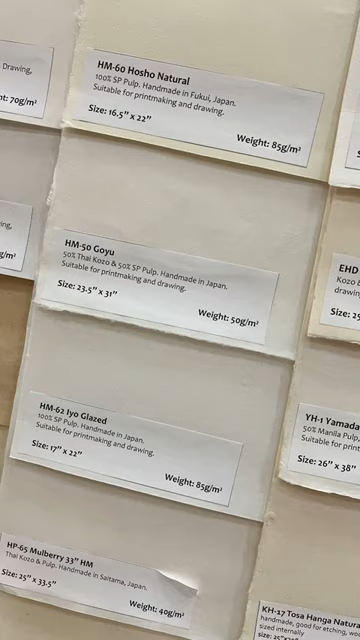 Drawing,
70g/m²
HM-60 Hosho Natural
100% SP Pulp. Handmade in Fukui, Japan.
Suitable for printmaking and drawing.
Size: 16.5" x 22"
Weight: 85g/m²
g/m²
HM-50 Goyu
50% Thai Kozo & 50% SP Pulp. Handmade in Japan.
Suitable for printmaking and drawing.
Size: 23.5" x 31"
Weight: 50g/m²
EHD
Kozo &
Size:
HM-62 Iyo Glazed
100% SP Pulp. Handmade in Japan.
Suitable for printmaking and drawing.
Size: 17" x 22"
Weight: 85g/m²
YH-1 Yamada
50% Manila Pulp,
Suitable for print
Size: 26" x 38"
HP-65 Mulberry 33" HM
Thai Kozo & Pulp. Handmade in Saitama, Japan.
Size: 25" x 33.5"
Weight: 40g/m²
KH-17 Tosa Hanga Natura
handmade, good for etching,
sized internally